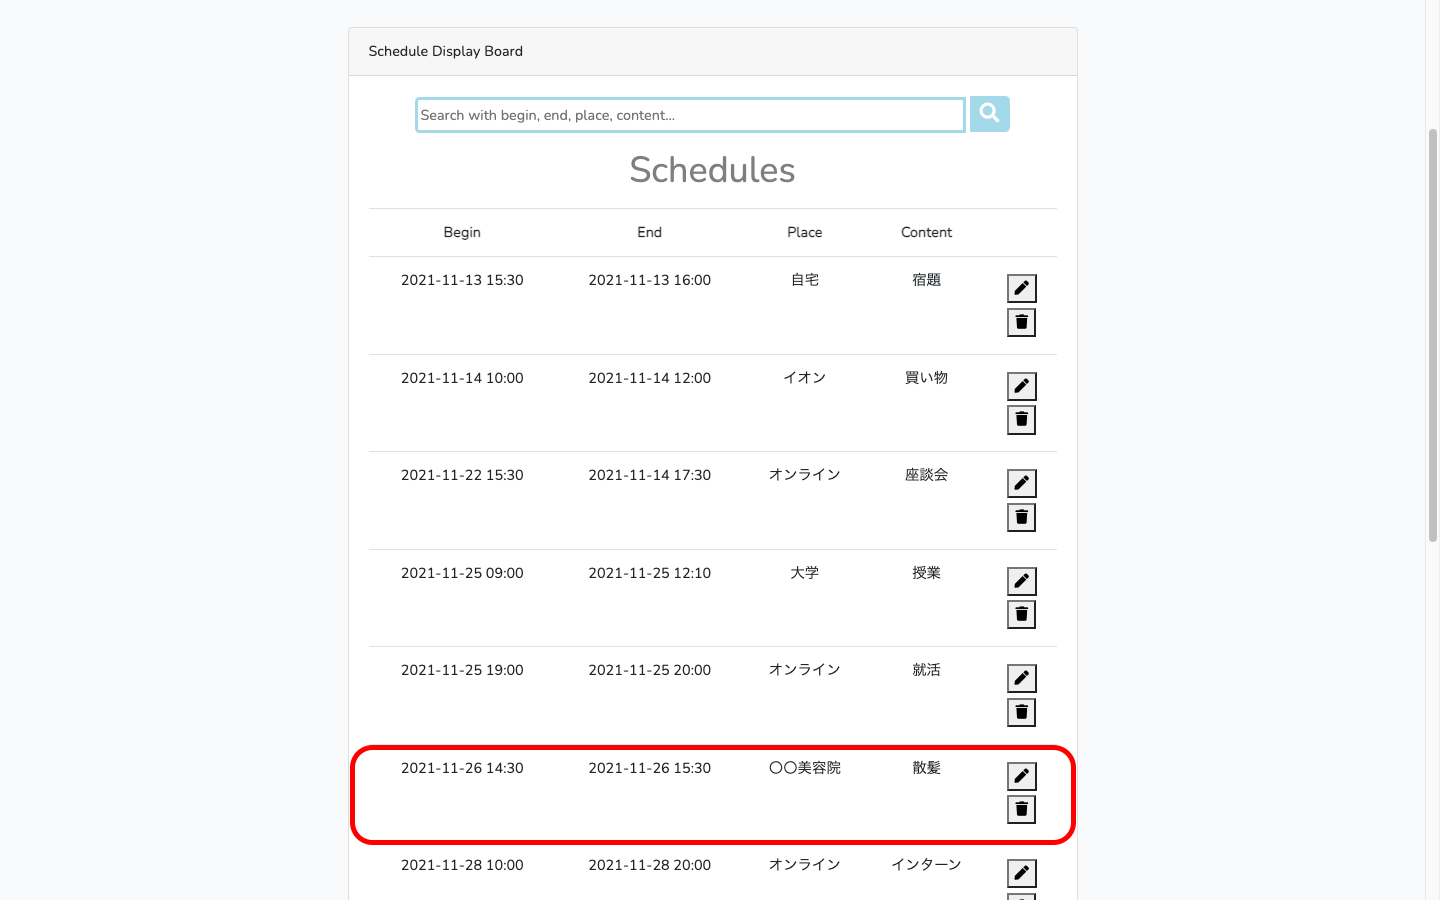 Schedule Display Board
Search with begin, end, place, content...
Schedules
Begin End Place Content
2021-11-13 15:30 2021-11-13 16:00 自宅 宿題
2021-11-14 10:00 2021-11-14 12:00 イオン 買い物
2021-11-22 15:30 2021-11-14 17:30 オンライン 座談会
2021-11-25 09:00 2021-11-25 12:10 大学 授業
2021-11-25 19:00 2021-11-25 20:00 オンライン 就活
2021-11-26 14:30 2021-11-26 15:30 〇〇美容院 散髪
2021-11-28 10:00 2021-11-28 20:00 オンライン インターン